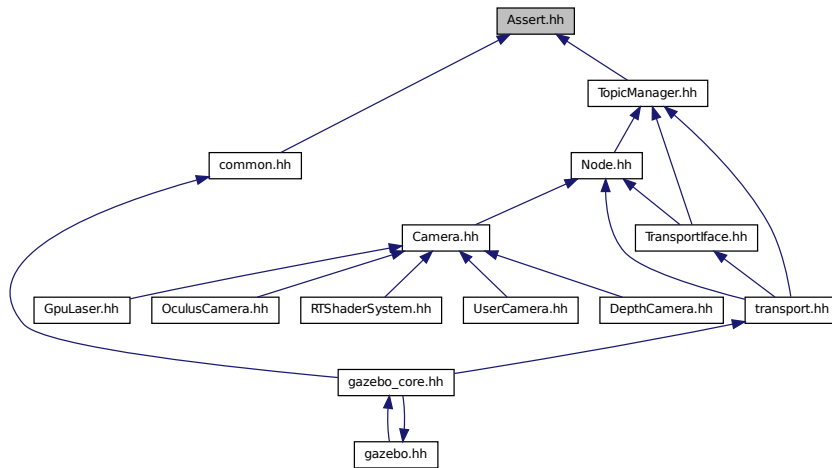 Assert.hh
TopicManager.hh
common.hh
Node.hh
Camera.hh
TransportIface.hh
GpuLaser.hh
OculusCamera.hh
RTShaderSystem.hh
UserCamera.hh
DepthCamera.hh
transport.hh
gazebo_core.hh
gazebo.hh